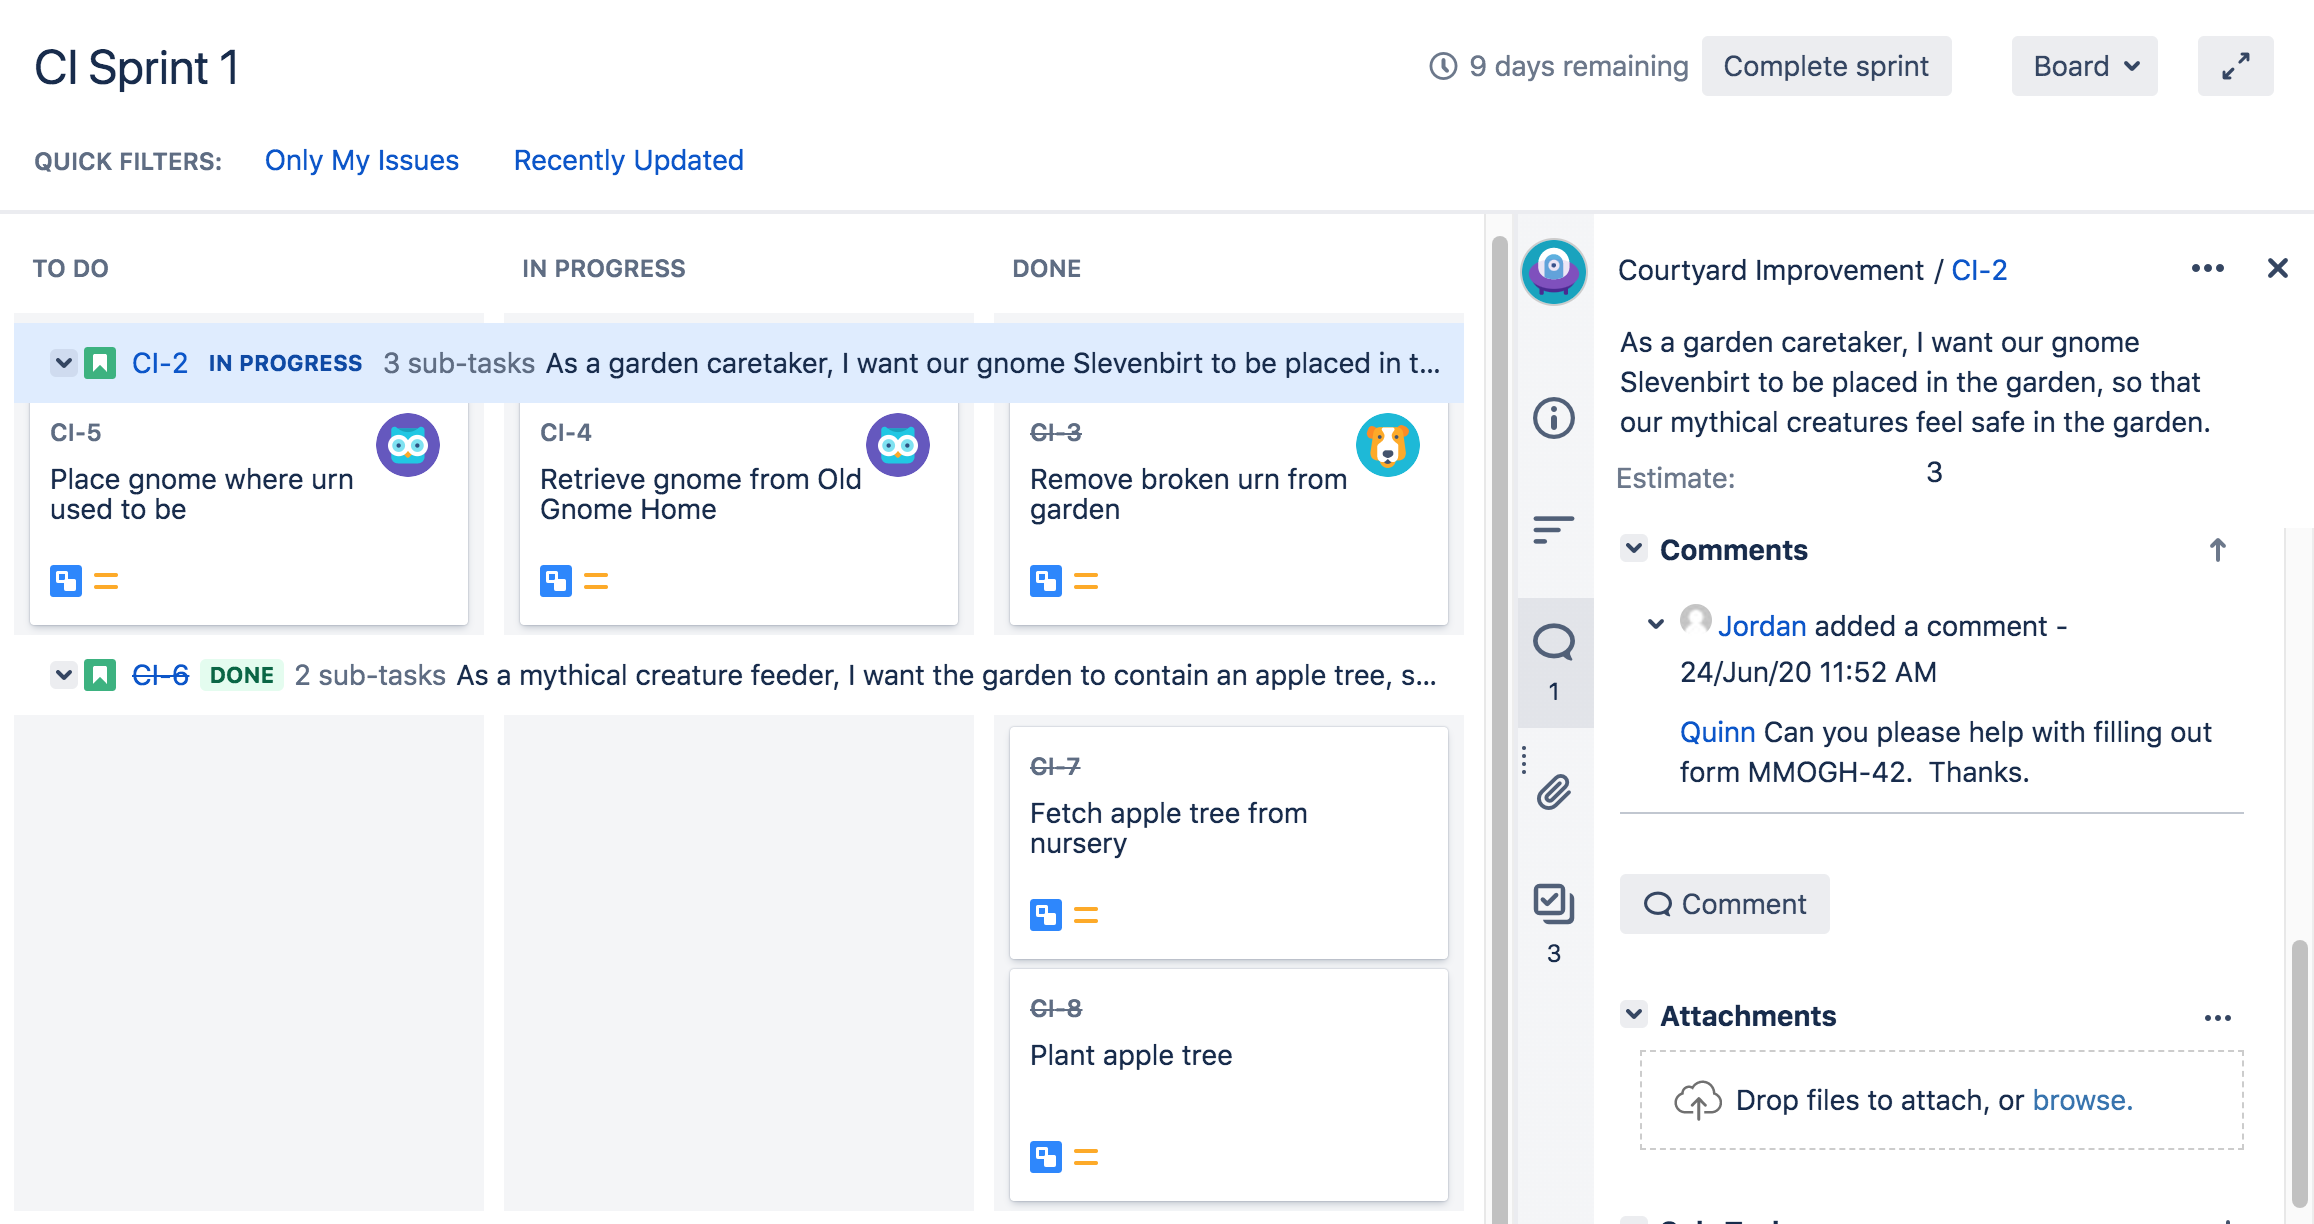 CI Sprint 1
9 days remaining
Complete sprint
Board
QUICK FILTERS:
Only My Issues
Recently Updated
TO DO
IN PROGRESS
DONE
CI-2 IN PROGRESS 3 sub-tasks As a garden caretaker, I want our gnome Slevenbirt to be placed in t...
CI-5
Place gnome where urn
used to be
CI-4
Retrieve gnome from Old
Gnome Home
CI-3
Remove broken urn from
garden
CI-6 DONE 2 sub-tasks As a mythical creature feeder, I want the garden to contain an apple tree, s...
CI-7
Fetch apple tree from
nursery
CI-8
Plant apple tree
1
3
Courtyard Improvement / CI-2
As a garden caretaker, I want our gnome
Slevenbirt to be placed in the garden, so that
our mythical creatures feel safe in the garden.
Estimate: 3
Comments
Jordan added a comment -
24/Jun/20 11:52 AM
Quinn Can you please help with filling out
form MMOGH-42.  Thanks.
Comment
Attachments
Drop files to attach, or browse.